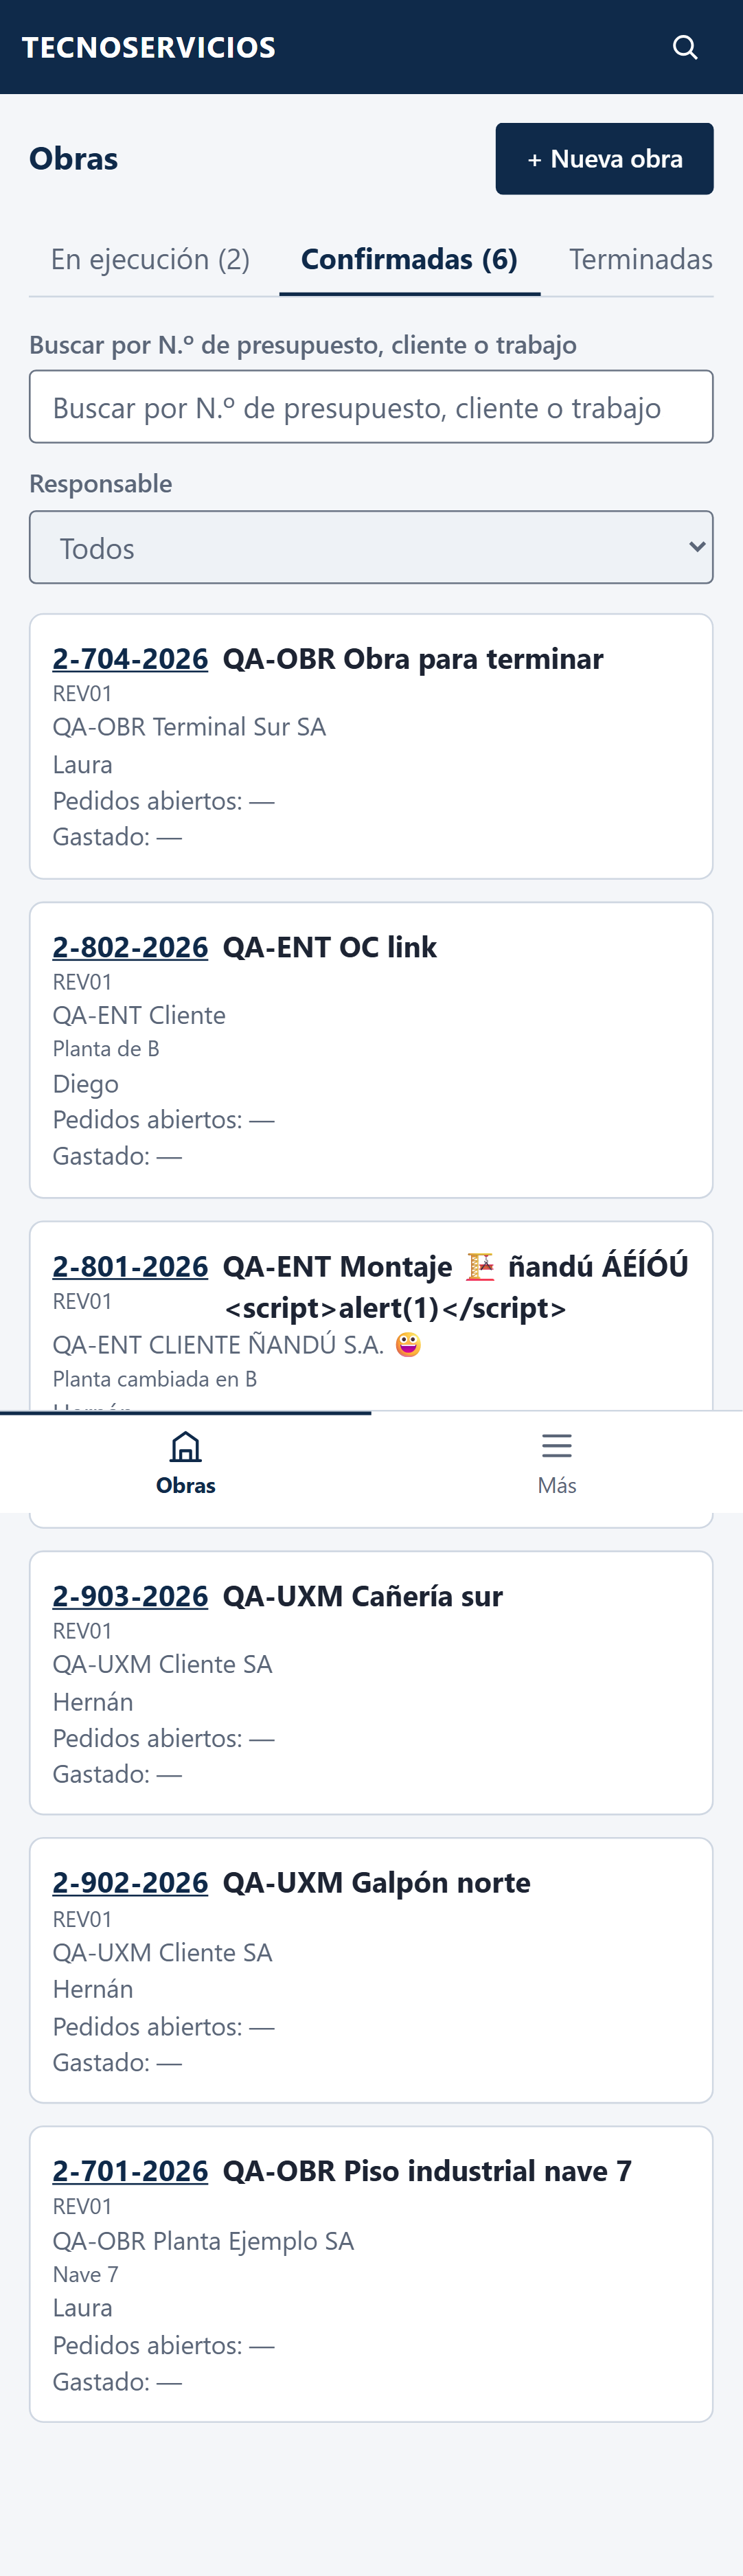 TECNOSERVICIOS
Obras
+ Nueva obra
En ejecución (2)
Confirmadas (6)
Terminadas
Buscar por N.º de presupuesto, cliente o trabajo
Buscar por N.º de presupuesto, cliente o trabajo
Responsable
Todos
2-704-2026 QA-OBR Obra para terminar
REV01
QA-OBR Terminal Sur SA
Laura
Pedidos abiertos: —
Gastado: —
2-802-2026 QA-ENT OC link
REV01
QA-ENT Cliente
Planta de B
Diego
Pedidos abiertos: —
Gastado: —
2-801-2026 QA-ENT Montaje 🏗️ ñandú ÁÉÍÓÚ
REV01 <script>alert(1)</script>
QA-ENT CLIENTE ÑANDÚ S.A. 😀
Planta cambiada en B
Obras
Más
2-903-2026 QA-UXM Cañería sur
REV01
QA-UXM Cliente SA
Hernán
Pedidos abiertos: —
Gastado: —
2-902-2026 QA-UXM Galpón norte
REV01
QA-UXM Cliente SA
Hernán
Pedidos abiertos: —
Gastado: —
2-701-2026 QA-OBR Piso industrial nave 7
REV01
QA-OBR Planta Ejemplo SA
Nave 7
Laura
Pedidos abiertos: —
Gastado: —